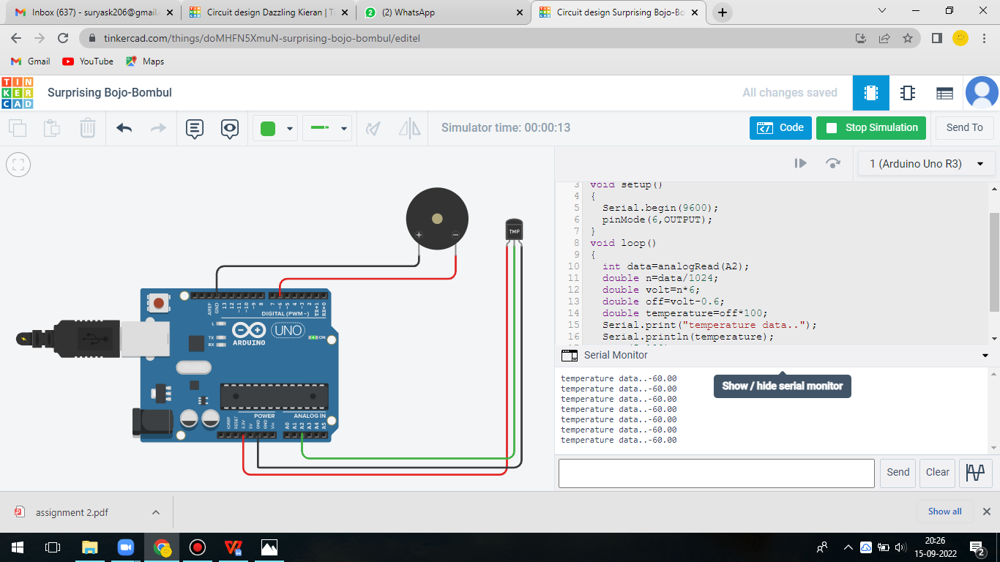 Inbox (637) - suryask206@gmail.
Circuit design Dazzling Kieran | Ti
(2) WhatsApp
Circuit design Surprising Bojo-Bo
tinkercad.com/things/doMHFN5XmuN-surprising-bojo-bombul/editel
Gmail
YouTube
Maps
TIN
KER
CAD
Surprising Bojo-Bombul
All changes saved
Simulator time: 00:00:13
Code
Stop Simulation
Send To
1 (Arduino Uno R3)
3 void setup()
4 {
5 Serial.begin(9600);
6 pinMode(6,OUTPUT);
7 }
8 void loop()
9 {
10 int data=analogRead(A2);
11 double n=data/1024;
12 double volt=n*6;
13 double off=volt-0.6;
14 double temperature=off*100;
15 Serial.print("temperature data..");
16 Serial.println(temperature);
TMP
AREF
GND
13
12
~11
~10
~9
8
7
~6
~5
4
~3
2
TX→1
RX←0
DIGITAL (PWM~)
L
TX
RX
ARDUINO
UNO
ON
POWER
ANALOG IN
IOREF
RESET
3.3V
5V
GND
GND
Vin
A0
A1
A2
A3
A4
A5
Serial Monitor
Show / hide serial monitor
temperature data..-60.00
temperature data..-60.00
temperature data..-60.00
temperature data..-60.00
temperature data..-60.00
temperature data..-60.00
temperature data..-60.00
Send
Clear
assignment 2.pdf
Show all
20:26
15-09-2022
2